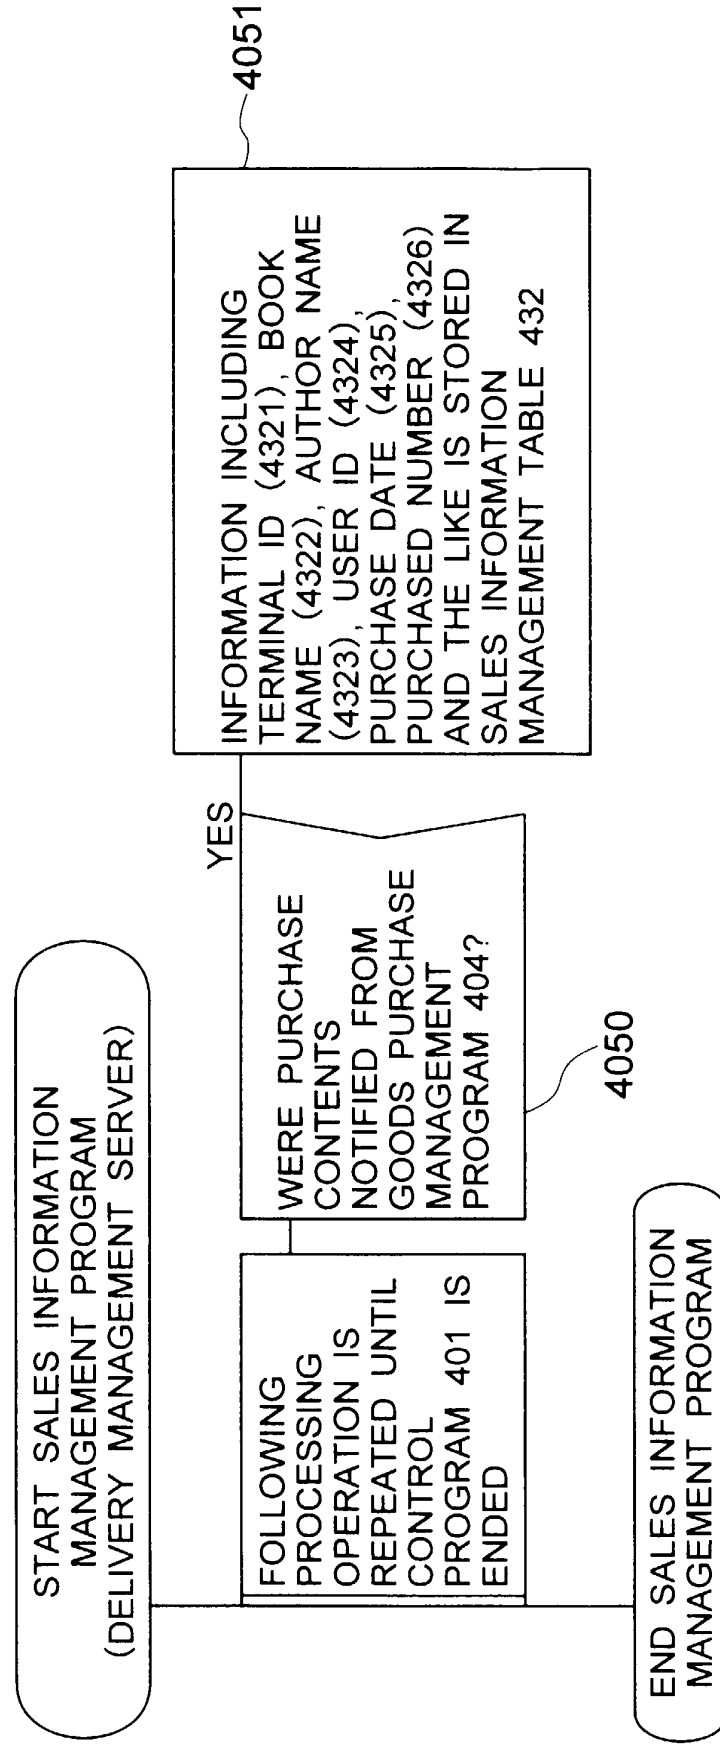 START SALES INFORMATION
MANAGEMENT PROGRAM
(DELIVERY MANAGEMENT SERVER)
FOLLOWING
PROCESSING
OPERATION IS
REPEATED UNTIL
CONTROL
PROGRAM 401 IS
ENDED
WERE PURCHASE
CONTENTS
NOTIFIED FROM
GOODS PURCHASE
MANAGEMENT
PROGRAM 404?
4050
YES
INFORMATION INCLUDING
TERMINAL ID (4321), BOOK
NAME (4322), AUTHOR NAME
(4323), USER ID (4324),
PURCHASE DATE (4325),
PURCHASED NUMBER (4326)
AND THE LIKE IS STORED IN
SALES INFORMATION
MANAGEMENT TABLE 432
4051
END SALES INFORMATION
MANAGEMENT PROGRAM